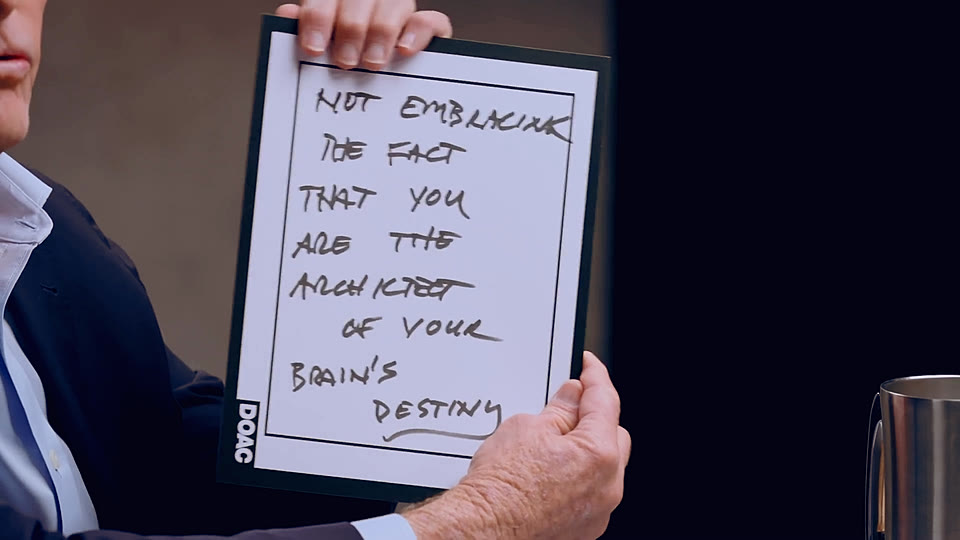 NOT EMBRACING
THE FACT
THAT YOU
ARE THE
ARCHITECT
OF YOUR
BRAIN'S
DESTINY
DOAC